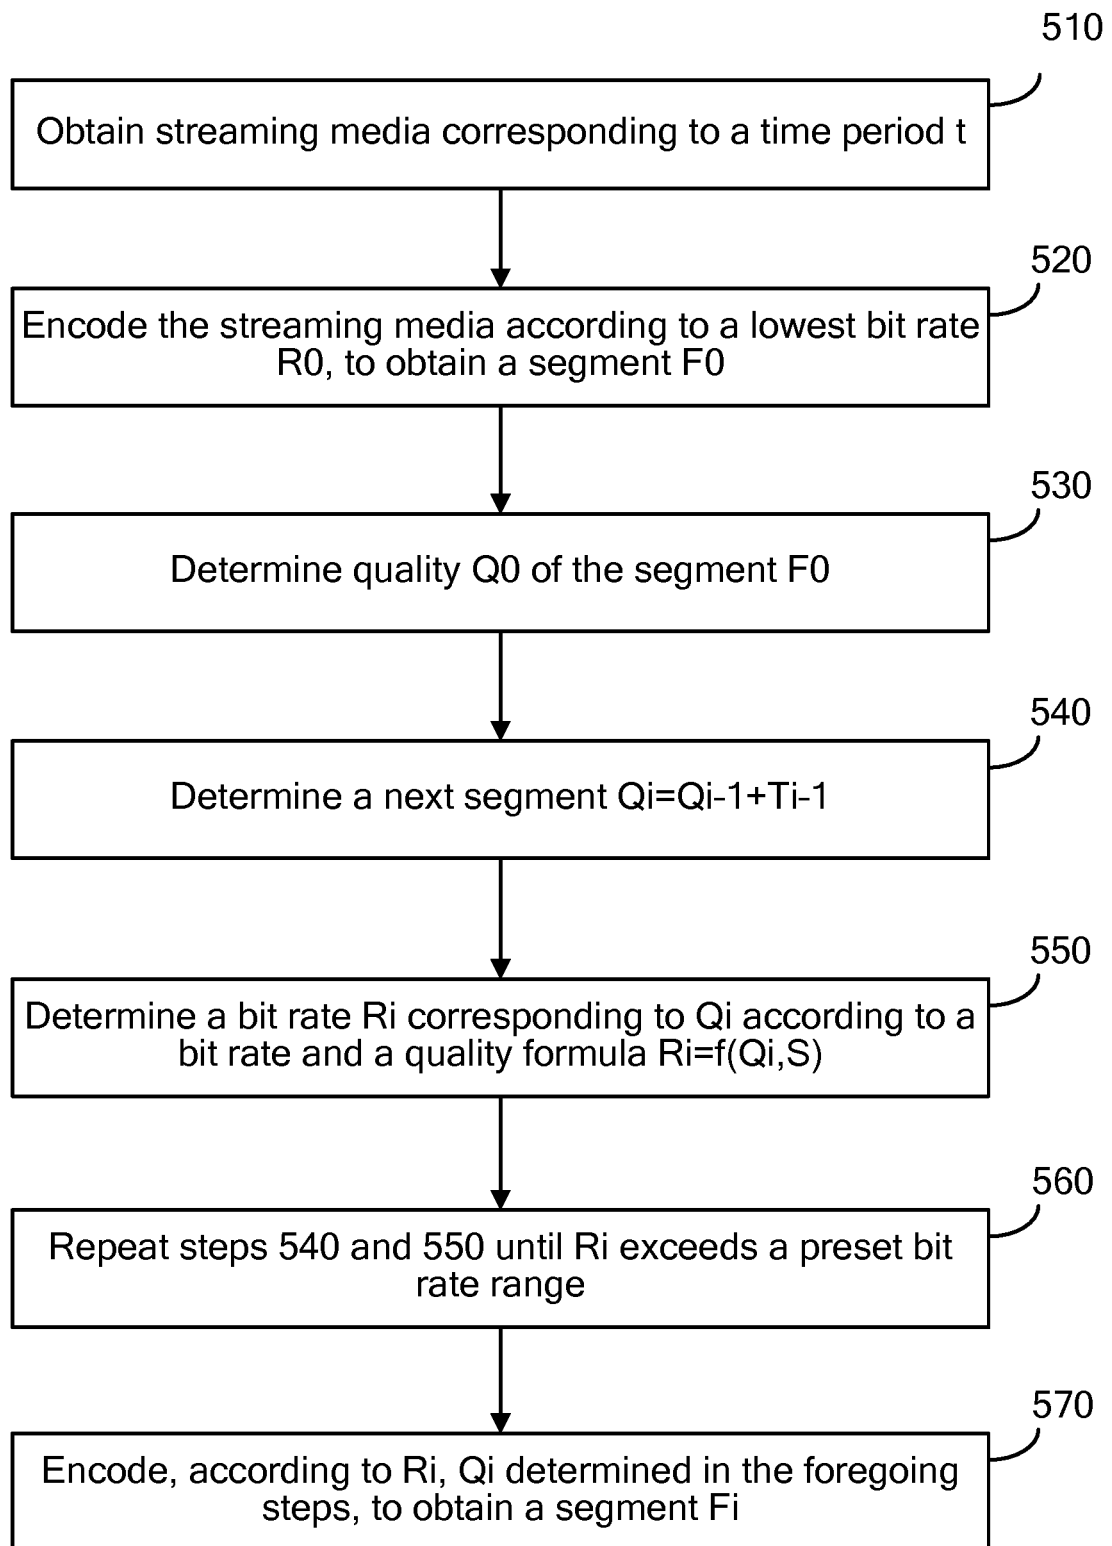 510
Obtain streaming media corresponding to a time period t
520
Encode the streaming media according to a lowest bit rate
R0, to obtain a segment F0
530
Determine quality Q0 of the segment F0
540
Determine a next segment Qi=Qi-1+Ti-1
550
Determine a bit rate Ri corresponding to Qi according to a
bit rate and a quality formula Ri=f(Qi,S)
560
Repeat steps 540 and 550 until Ri exceeds a preset bit
rate range
570
Encode, according to Ri, Qi determined in the foregoing
steps, to obtain a segment Fi